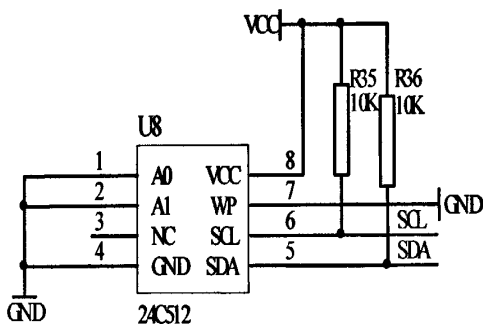 VCC
R35
10K
R36
10K
U8
1 A0 VCC 8
2 A1 WP 7 GND
3 NC SCL 6 SCL
4 GND SDA 5 SDA
GND
24C512